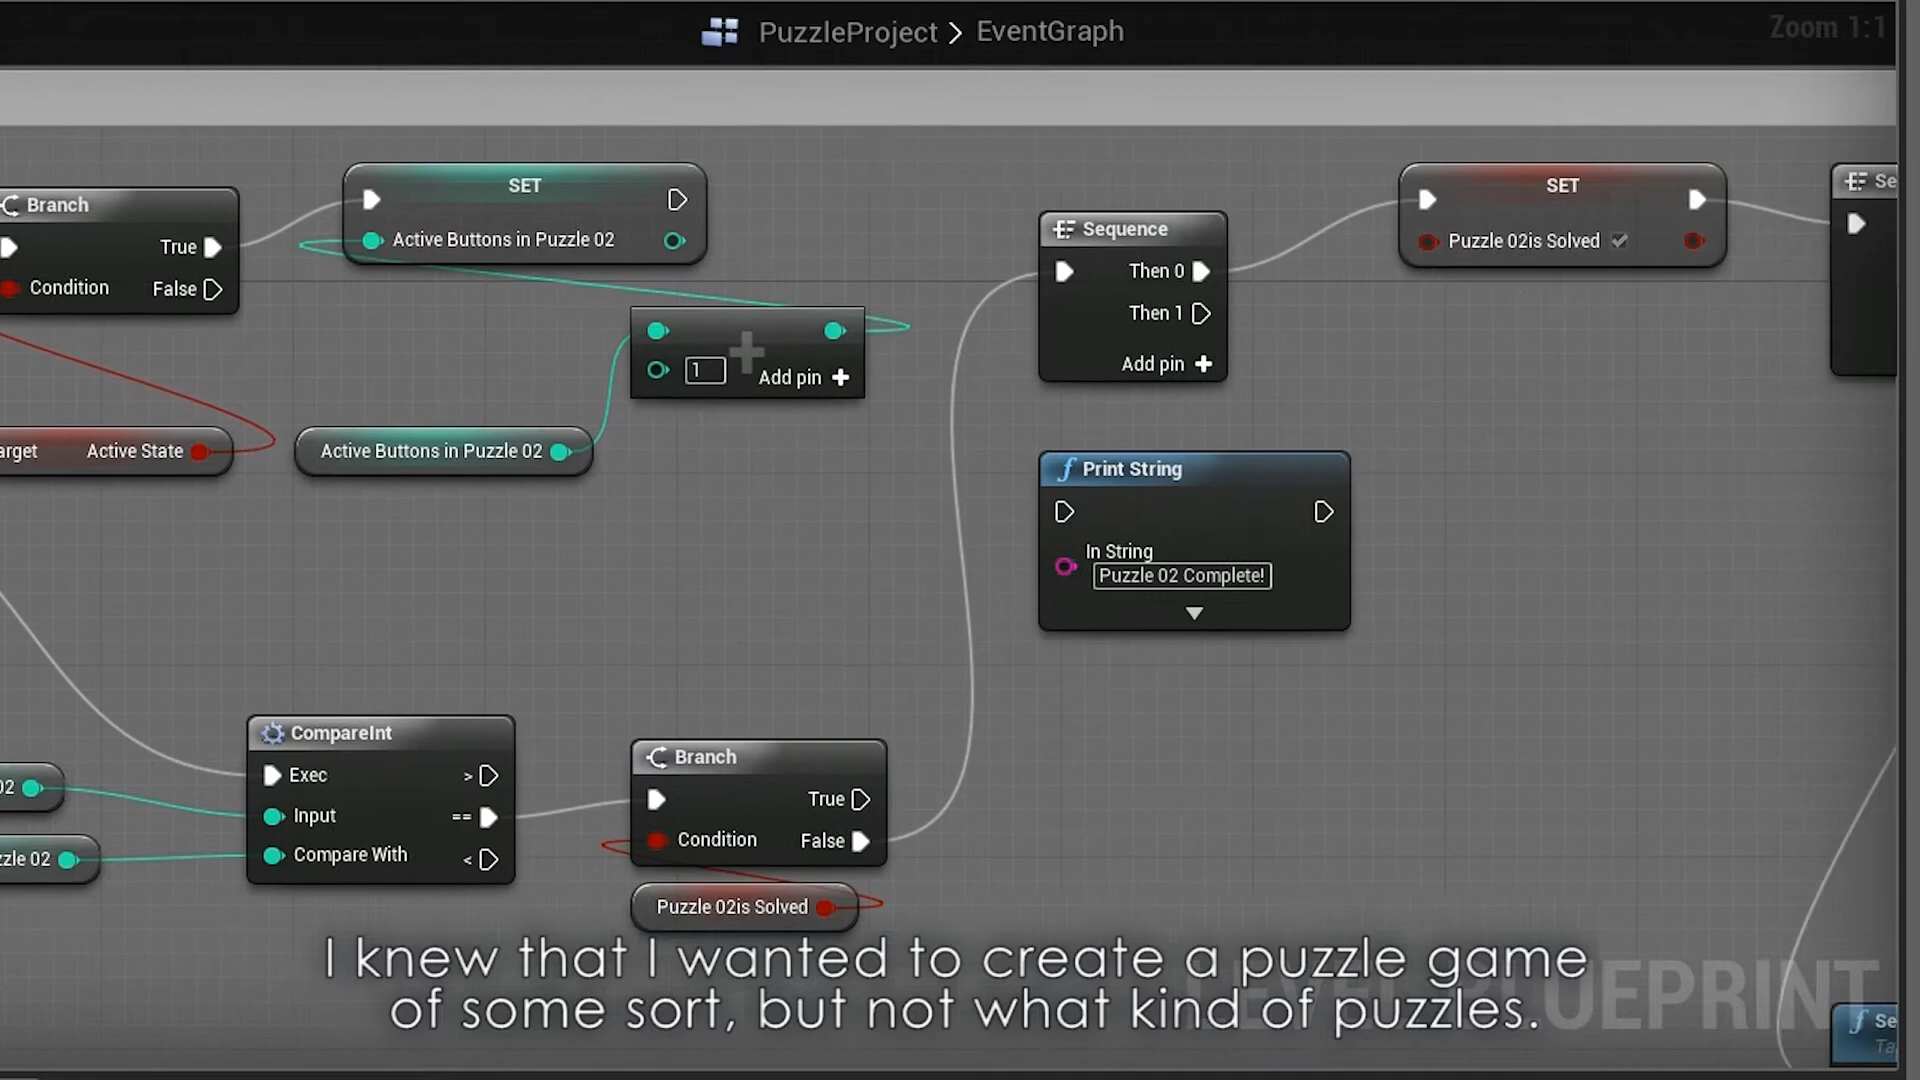 PuzzleProject > EventGraph
Zoom 1:1
Branch
True
Condition
False
SET
Active Buttons in Puzzle 02
1
Add pin
Active State
Active Buttons in Puzzle 02
Sequence
Then 0
Then 1
Add pin
SET
Puzzle 02is Solved
Print String
In String
Puzzle 02 Complete!
CompareInt
Exec
>
Input
==
Compare With
<
02
02
Branch
True
Condition
False
Puzzle 02is Solved
I knew that I wanted to create a puzzle game
of some sort, but not what kind of puzzles.